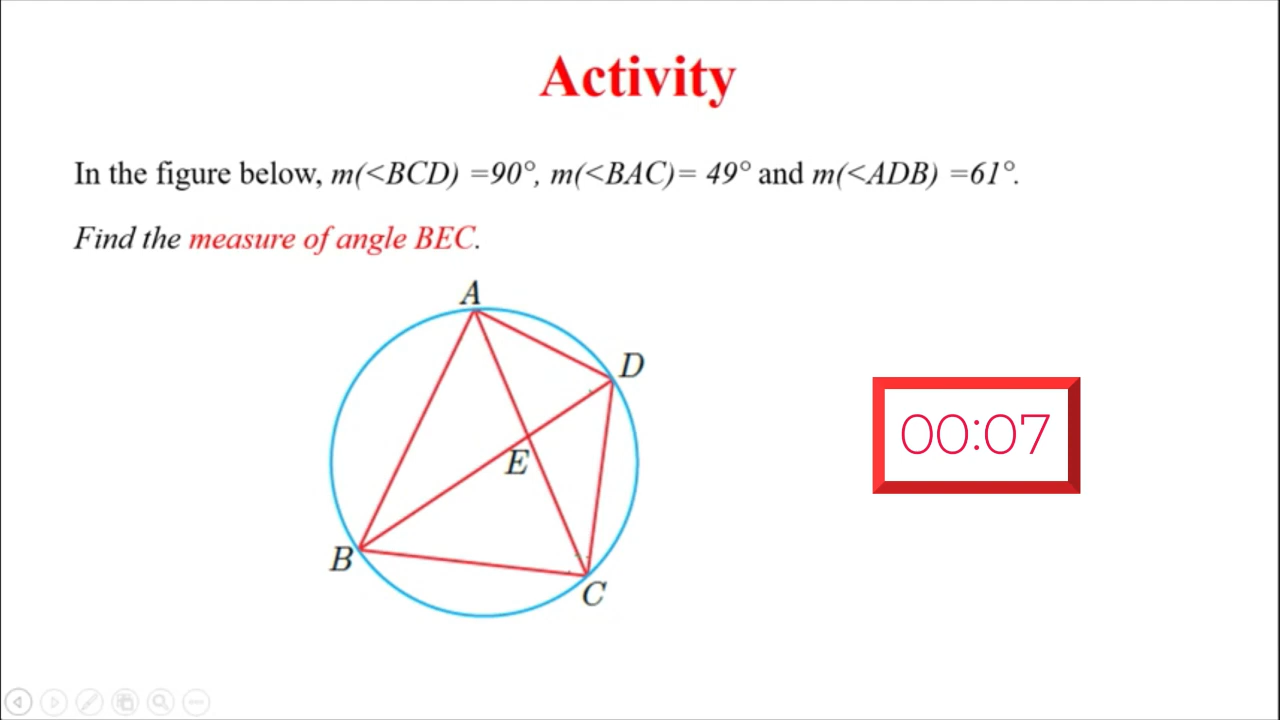 Activity
In the figure below, m(<BCD) =90°, m(<BAC)= 49° and m(<ADB) =61°.
Find the measure of angle BEC.
A
D
00:07
E
B
C